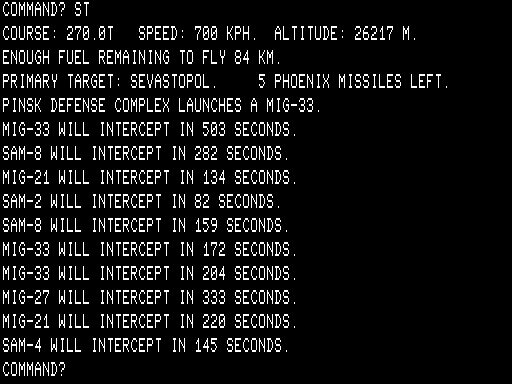 COMMAND? ST
COURSE: 270.0T SPEED: 700 KPH. ALTITUDE: 26217 M.
ENOUGH FUEL REMAINING TO FLY 84 KM.
PRIMARY TARGET: SEVASTOPOL. 5 PHOENIX MISSILES LEFT.
PINSK DEFENSE COMPLEX LAUNCHES A MIG-33.
MIG-33 WILL INTERCEPT IN 503 SECONDS.
SAM-8 WILL INTERCEPT IN 282 SECONDS.
MIG-21 WILL INTERCEPT IN 134 SECONDS.
SAM-2 WILL INTERCEPT IN 82 SECONDS.
SAM-8 WILL INTERCEPT IN 159 SECONDS.
MIG-33 WILL INTERCEPT IN 172 SECONDS.
MIG-33 WILL INTERCEPT IN 204 SECONDS.
MIG-27 WILL INTERCEPT IN 333 SECONDS.
MIG-21 WILL INTERCEPT IN 220 SECONDS.
SAM-4 WILL INTERCEPT IN 145 SECONDS.
COMMAND?